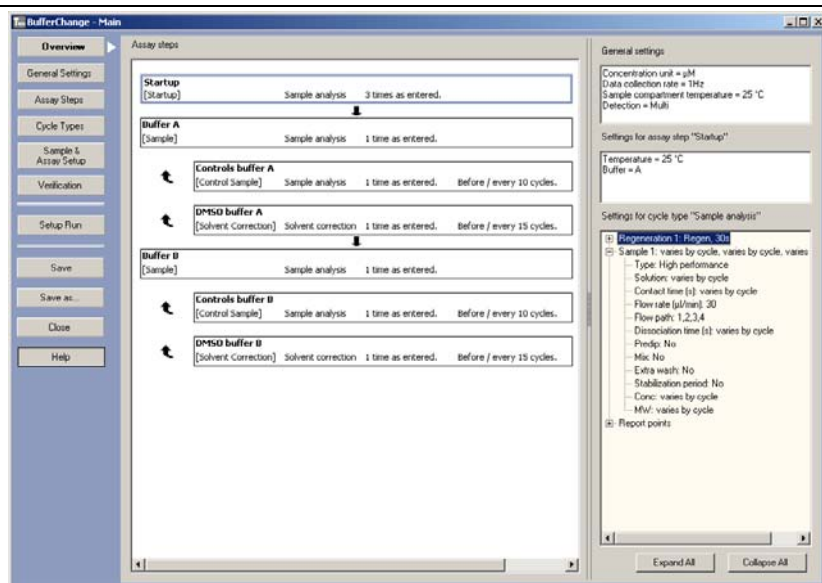 BufferChange - Main
Overview
General Settings
Assay Steps
Cycle Types
Sample &
Assay Setup
Verification
Setup Run
Save
Save as...
Close
Help
Assay steps
Startup
[Startup] Sample analysis 3 times as entered.
Buffer A
[Sample] Sample analysis 1 time as entered.
Controls buffer A
[Control Sample] Sample analysis 1 time as entered. Before / every 10 cycles.
DMSO buffer A
[Solvent Correction] Solvent correction 1 time as entered. Before / every 15 cycles.
Buffer B
[Sample] Sample analysis 1 time as entered.
Controls buffer B
[Control Sample] Sample analysis 1 time as entered. Before / every 10 cycles.
DMSO buffer B
[Solvent Correction] Solvent correction 1 time as entered. Before / every 15 cycles.
General settings
Concentration unit = µM
Data collection rate = 1Hz
Sample compartment temperature = 25 °C
Detection = Multi
Settings for assay step "Startup"
Temperature = 25 °C
Buffer = A
Settings for cycle type "Sample analysis"
Regeneration 1: Regen, 30s
Sample 1: varies by cycle, varies by cycle, varies
Type: High performance
Solution: varies by cycle
Contact time (s): varies by cycle
Flow rate (µl/min): 30
Flow path: 1,2,3,4
Dissociation time (s): varies by cycle
Predip: No
Mix: No
Extra wash: No
Stabilization period: No
Conc: varies by cycle
MW: varies by cycle
Report points
Expand All
Collapse All